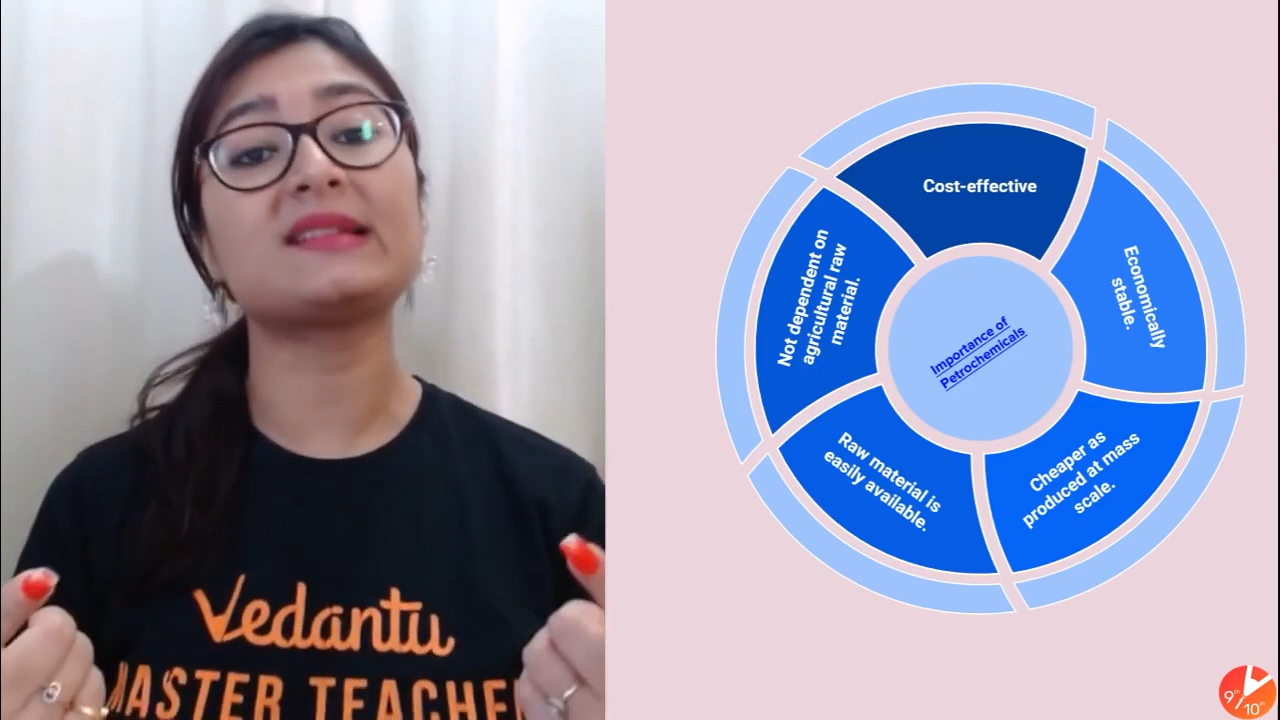 Vedantu
MASTER TEACHER
Cost-effective
Economically
stable.
Cheaper as
produced at mass
scale.
Raw material is
easily available.
Not dependent on
agricultural raw
material.
Importance of
Petrochemicals
9th/10th